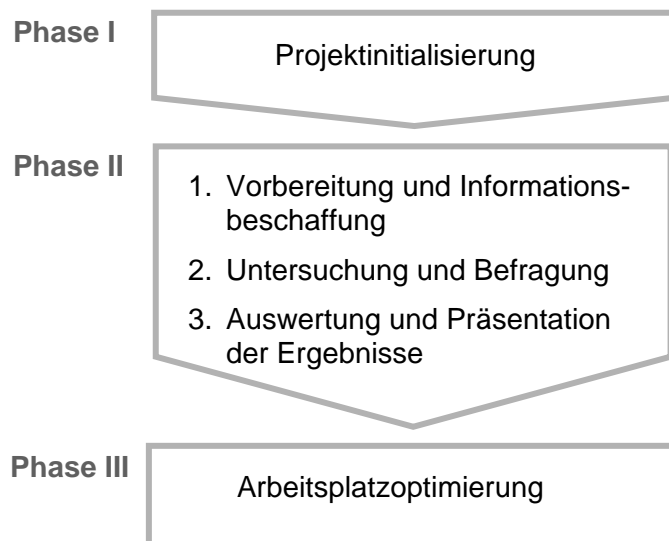 Phase I
Projektinitialisierung
Phase II
1. Vorbereitung und Informations-
beschaffung
2. Untersuchung und Befragung
3. Auswertung und Präsentation
der Ergebnisse
Phase III
Arbeitsplatzoptimierung